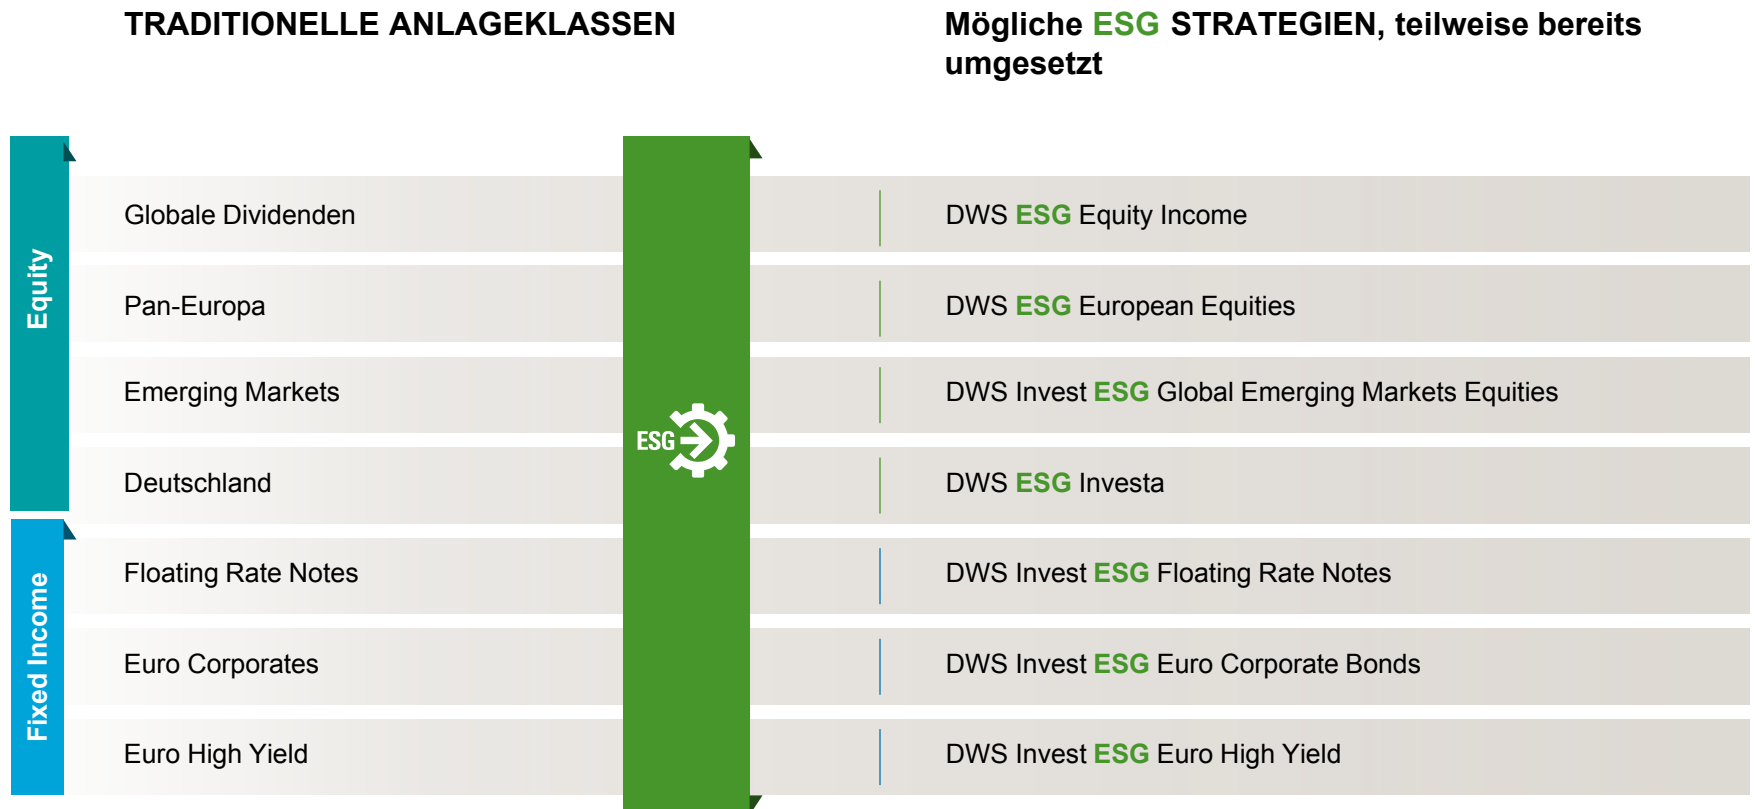 TRADITIONELLE ANLAGEKLASSEN
Mögliche ESG STRATEGIEN, teilweise bereits
umgesetzt
Equity
Globale Dividenden
DWS ESG Equity Income
Pan-Europa
DWS ESG European Equities
Emerging Markets
DWS Invest ESG Global Emerging Markets Equities
ESG
Deutschland
DWS ESG Investa
Fixed Income
Floating Rate Notes
DWS Invest ESG Floating Rate Notes
Euro Corporates
DWS Invest ESG Euro Corporate Bonds
Euro High Yield
DWS Invest ESG Euro High Yield